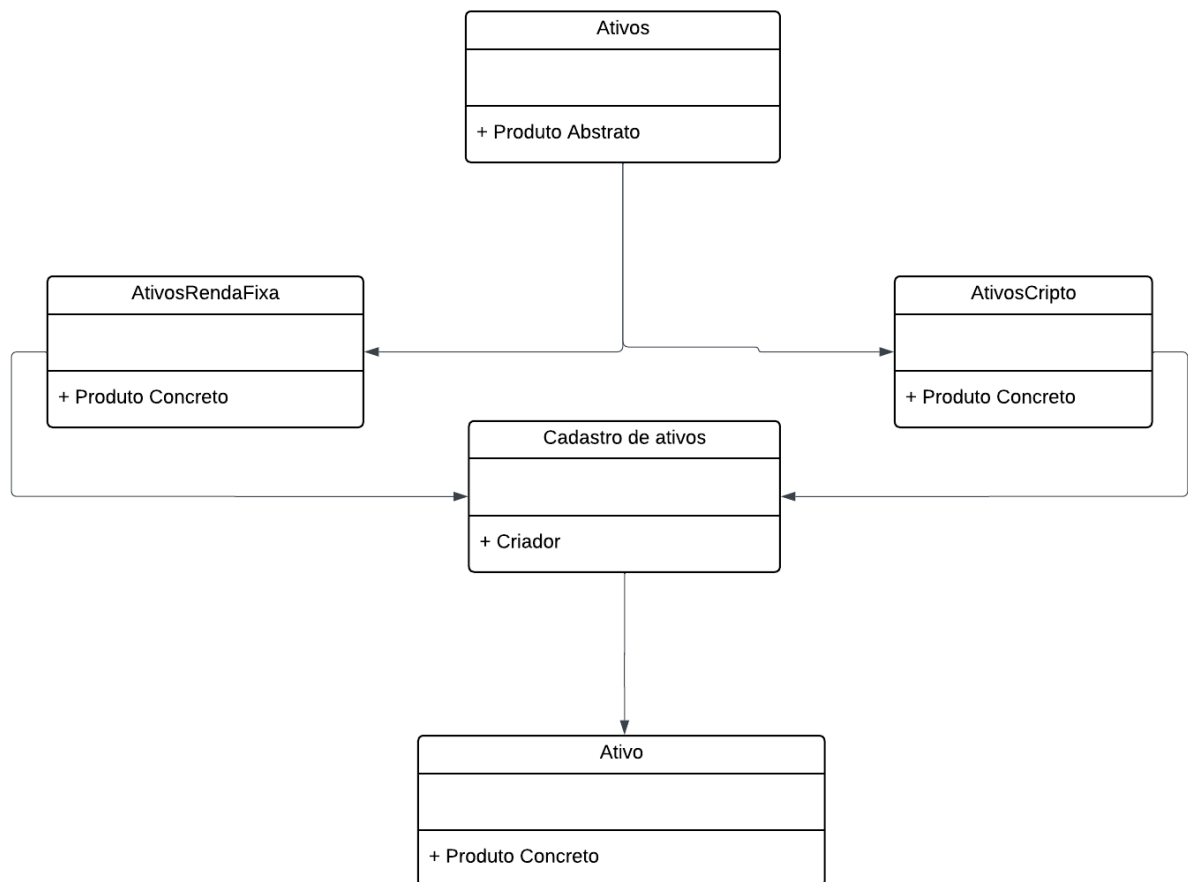 Ativos
+ Produto Abstrato
AtivosRendaFixa
+ Produto Concreto
AtivosCripto
+ Produto Concreto
Cadastro de ativos
+ Criador
Ativo
+ Produto Concreto